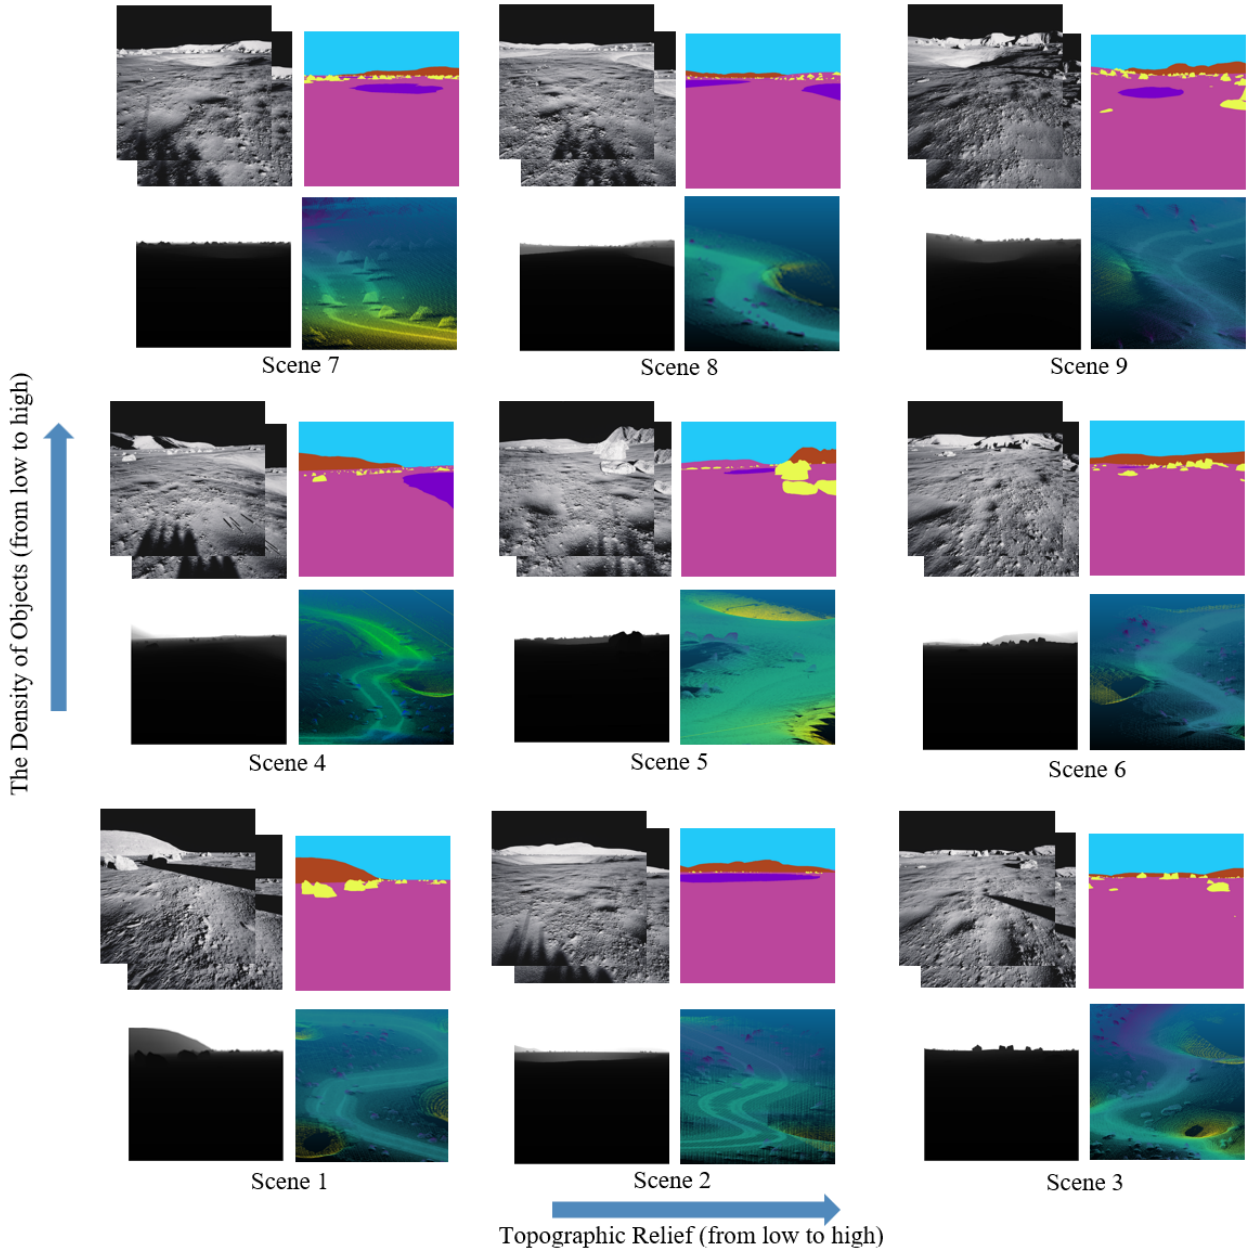 Scene 7
Scene 8
Scene 9
The Density of Objects (from low to high)
Scene 4
Scene 5
Scene 6
Scene 1
Scene 2
Scene 3
Topographic Relief (from low to high)